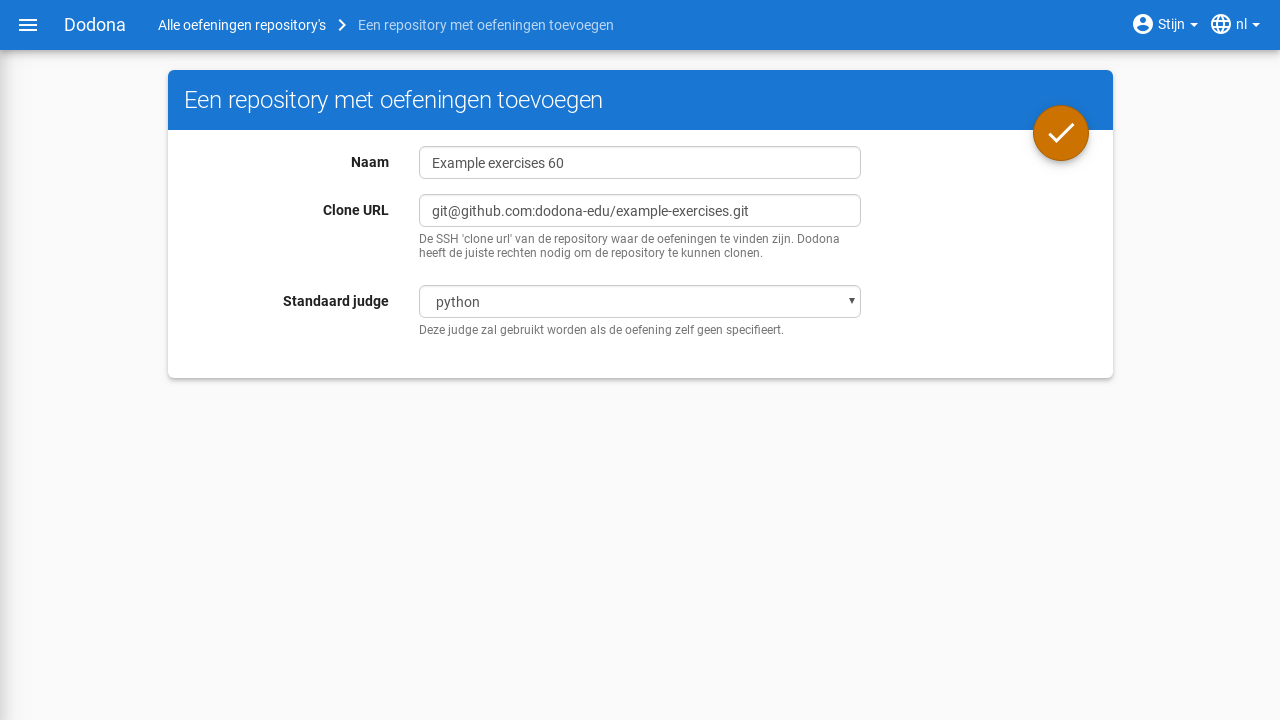 Dodona
Alle oefeningen repository's
Een repository met oefeningen toevoegen
Stijn
nl
Een repository met oefeningen toevoegen
Naam
Example exercises 60
Clone URL
git@github.com:dodona-edu/example-exercises.git
De SSH 'clone url' van de repository waar de oefeningen te vinden zijn. Dodona
heeft de juiste rechten nodig om de repository te kunnen clonen.
Standaard judge
python
Deze judge zal gebruikt worden als de oefening zelf geen specifieert.